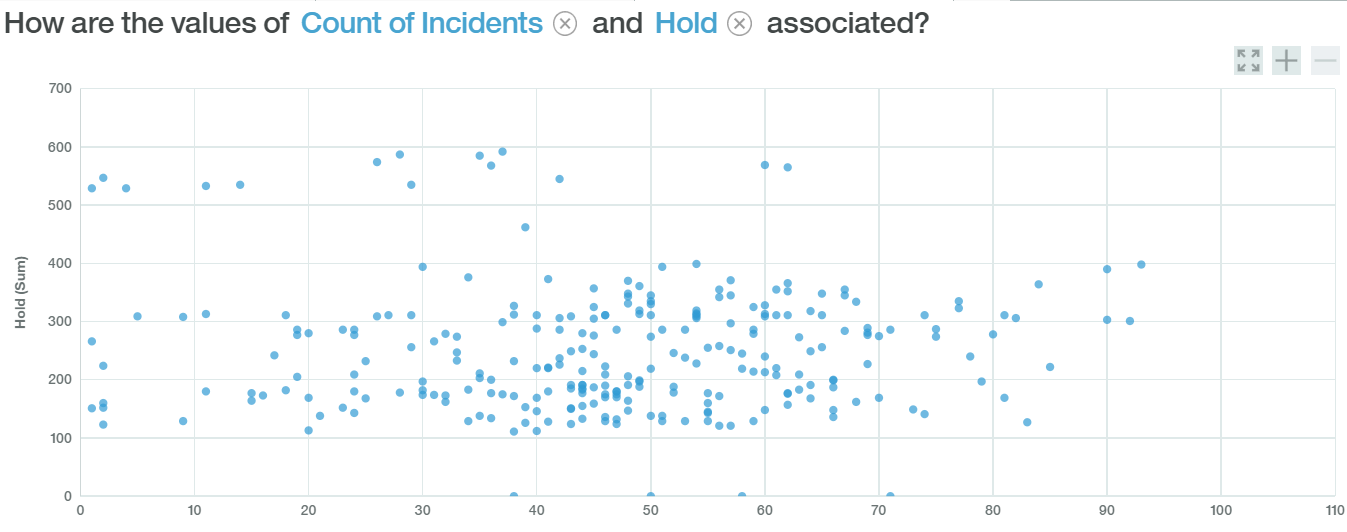 How are the values of Count of Incidents and Hold associated?
700
600
500
400
300
200
100
0
Hold (Sum)
0 10 20 30 40 50 60 70 80 90 100 110